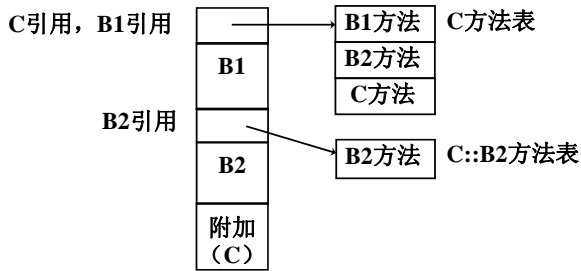 C引用，B1引用
B1方法
C方法表
B1
B2方法
C方法
B2引用
B2方法
C::B2方法表
B2
附加
（C）